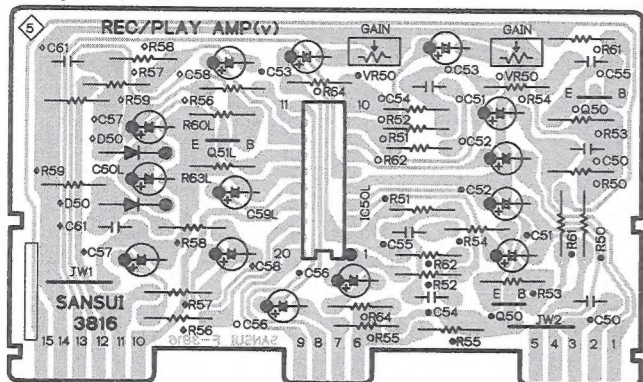 5 REC/PLAY AMP(v) GAIN GAIN
C61 R58 R61
R57 C58 C53 C53 C55
R64 VR50 VR50
R59 R56 11 10 C54 C51 R54 E B
C57 R60L R52 Q50
D50 E B R51 C52 R53
Q51L R62
R59 C60L R63L C50
D50 C59L R51 IC50L C52 R50
C61 R58 C55 R54 C51 R61 R50
C57 20 1
C58 C56 R62
JW1 R52 E B R53
SANSUI R57 R64 C54 Q50
3816 R56 C56 JW2 C50
15 14 13 12 11 10 SANSUI F-3816 9 8 7 6 R55 R55 5 4 3 2 1